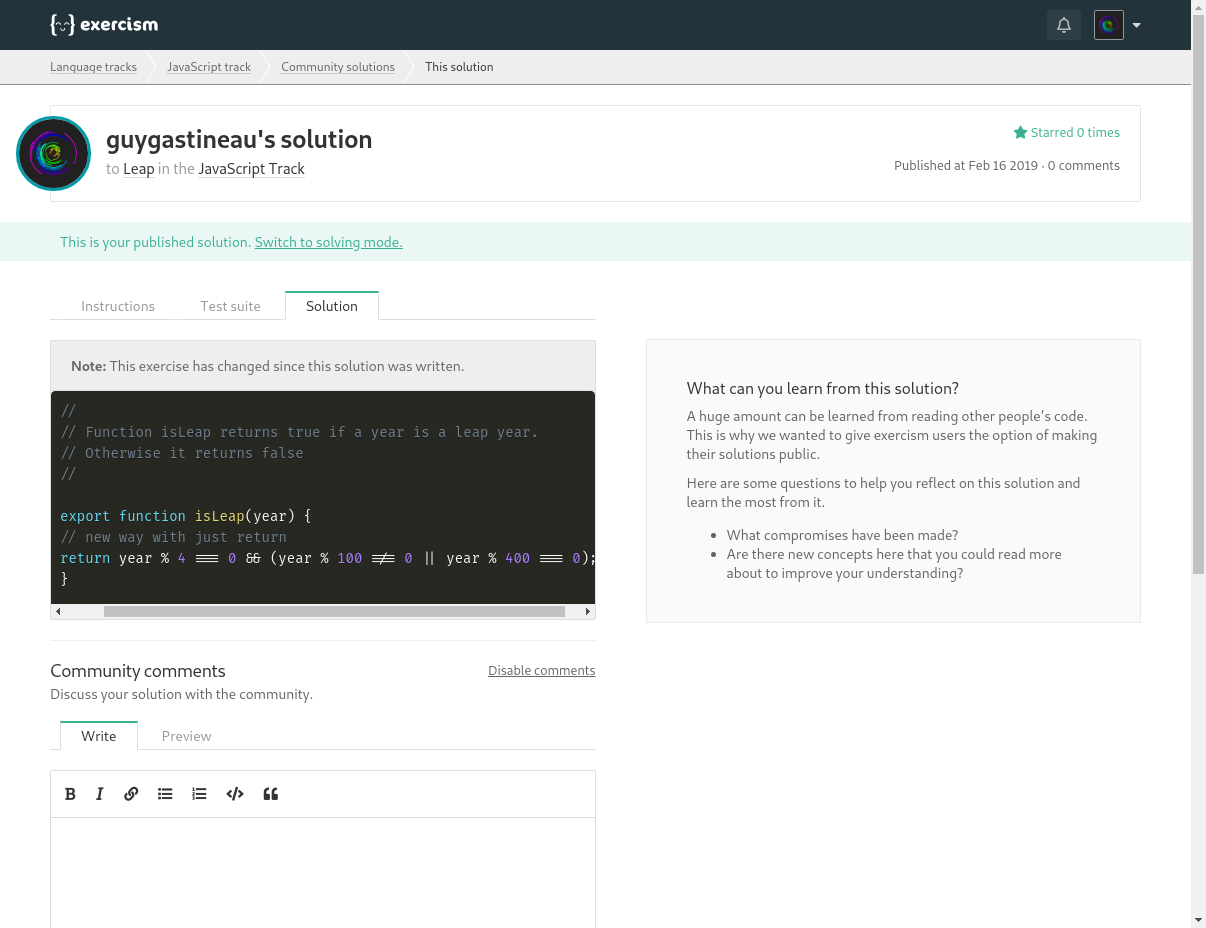 {~} exercism
Language tracks JavaScript track Community solutions This solution
guygastineau's solution
to Leap in the JavaScript Track
Starred 0 times
Published at Feb 16 2019 · 0 comments
This is your published solution. Switch to solving mode.
Instructions Test suite Solution
Note: This exercise has changed since this solution was written.
//
// Function isLeap returns true if a year is a leap year.
// Otherwise it returns false
//
export function isLeap(year) {
// new way with just return
return year % 4 === 0 && (year % 100 !== 0 || year % 400 === 0);
}
What can you learn from this solution?
A huge amount can be learned from reading other people's code.
This is why we wanted to give exercism users the option of making
their solutions public.
Here are some questions to help you reflect on this solution and
learn the most from it.
• What compromises have been made?
• Are there new concepts here that you could read more
about to improve your understanding?
Community comments
Disable comments
Discuss your solution with the community.
Write Preview
B I